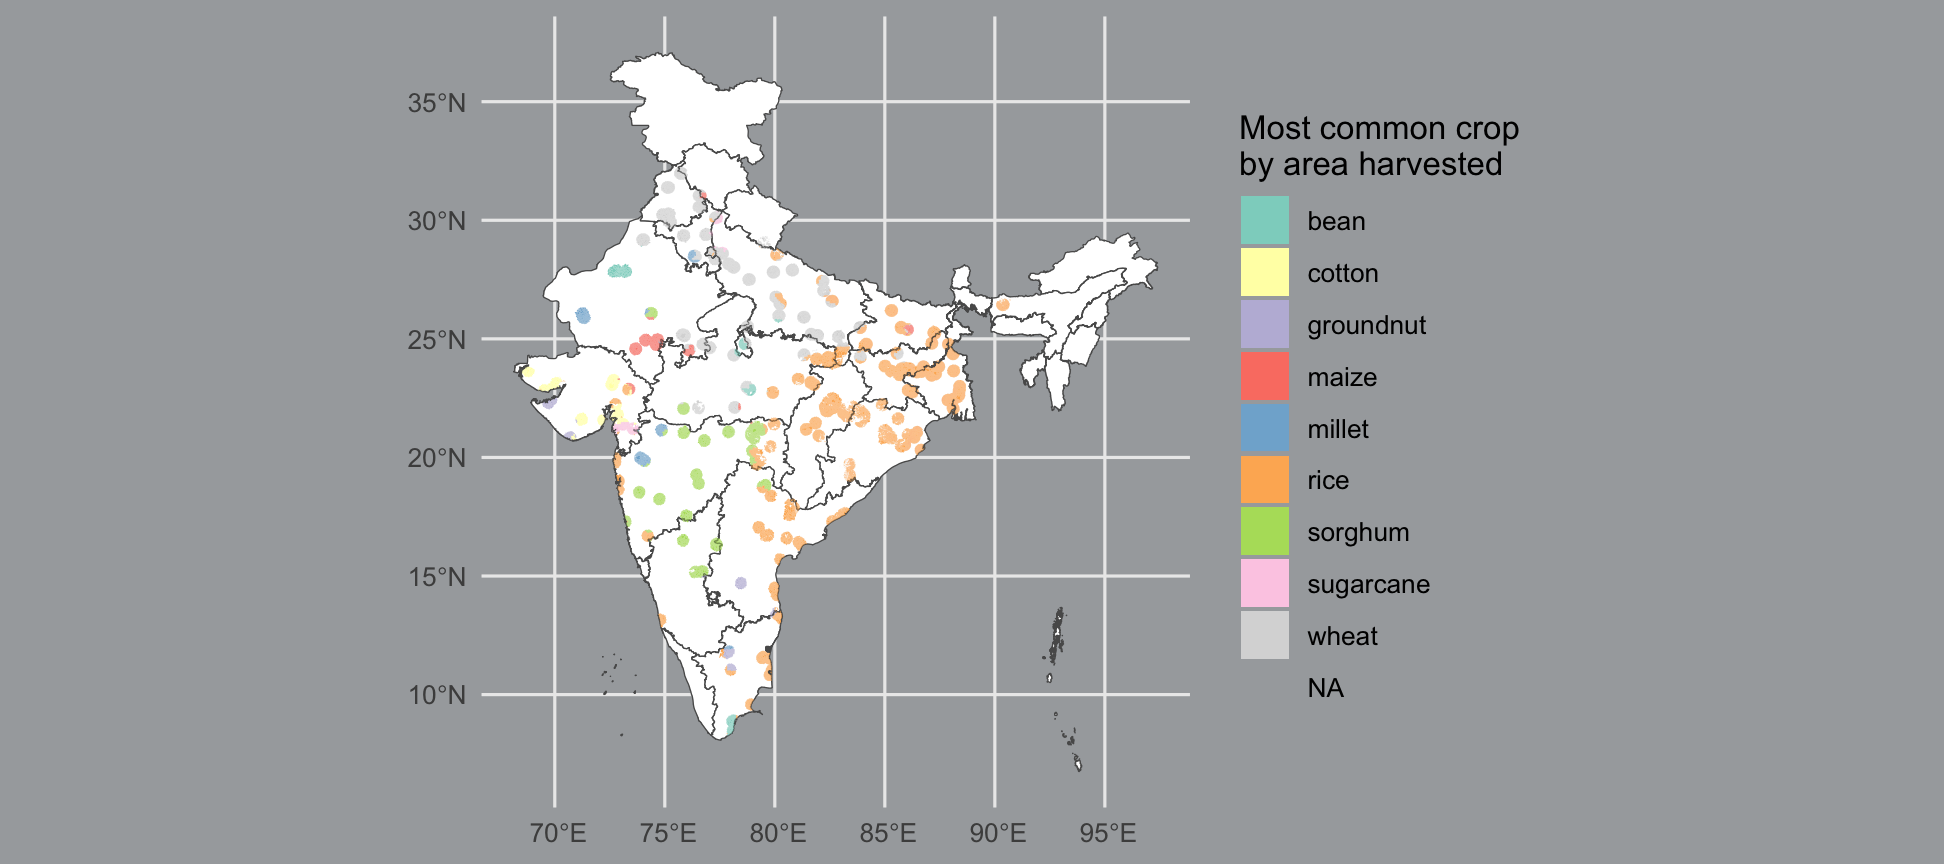 35°N
30°N
25°N
20°N
15°N
10°N
70°E
75°E
80°E
85°E
90°E
95°E
Most common crop
by area harvested
bean
cotton
groundnut
maize
millet
rice
sorghum
sugarcane
wheat
NA